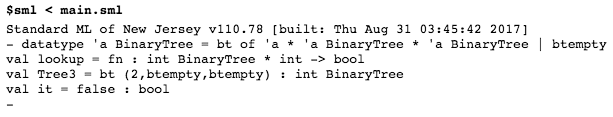 $sml < main.sml
Standard ML of New Jersey v110.78 [built: Thu Aug 31 03:45:42 2017]
- datatype 'a BinaryTree = bt of 'a * 'a BinaryTree * 'a BinaryTree | btempty
val lookup = fn : int BinaryTree * int -> bool
val Tree3 = bt (2,btempty,btempty) : int BinaryTree
val it = false : bool
-